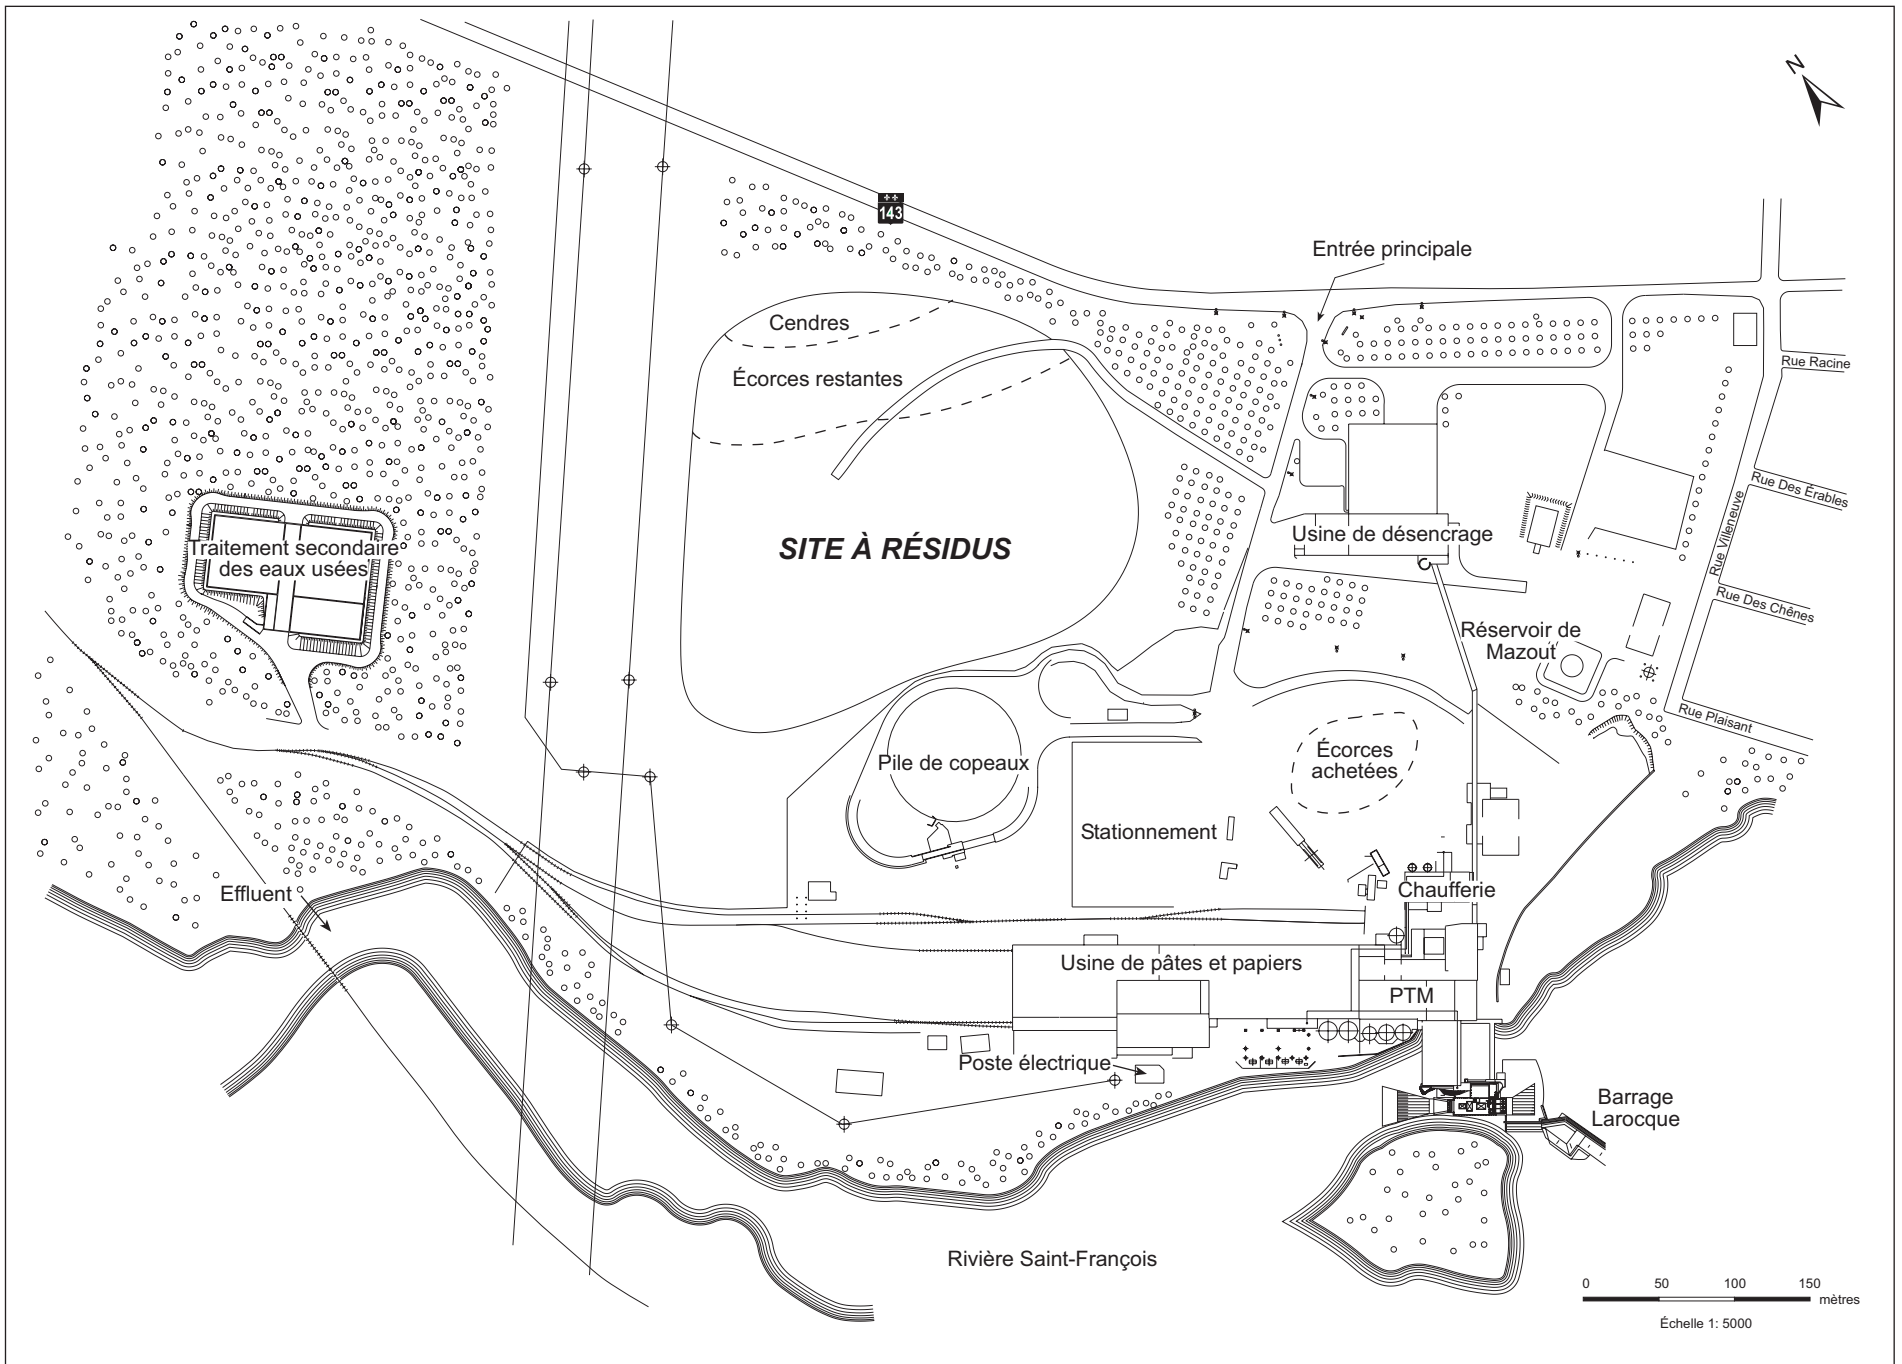 N
143
Entrée principale
Cendres
Écorces restantes
Rue Racine
Rue Des Érables
Rue Villeneuve
SITE À RÉSIDUS
Usine de désencrage
Traitement secondaire
des eaux usées
Rue Des Chênes
Réservoir de
Mazout
Rue Plaisant
Pile de copeaux
Écorces
achetées
Stationnement
Chaufferie
Effluent
Usine de pâtes et papiers
PTM
Poste électrique
Barrage
Larocque
Rivière Saint-François
0 50 100 150
mètres
Échelle 1: 5000